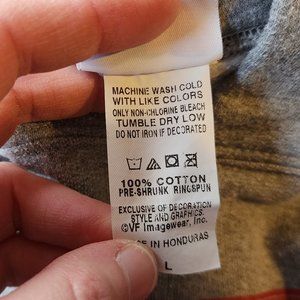 MACHINE WASH COLD
WITH LIKE COLORS
ONLY NON-CHLORINE BLEACH
TUMBLE DRY LOW
DO NOT IRON IF DECORATED
100% COTTON
PRE-SHRUNK RINGSPUN
EXCLUSIVE OF DECORATION
STYLE AND GRAPHICS.
©VF Imagewear, Inc.
IN HONDURAS
L